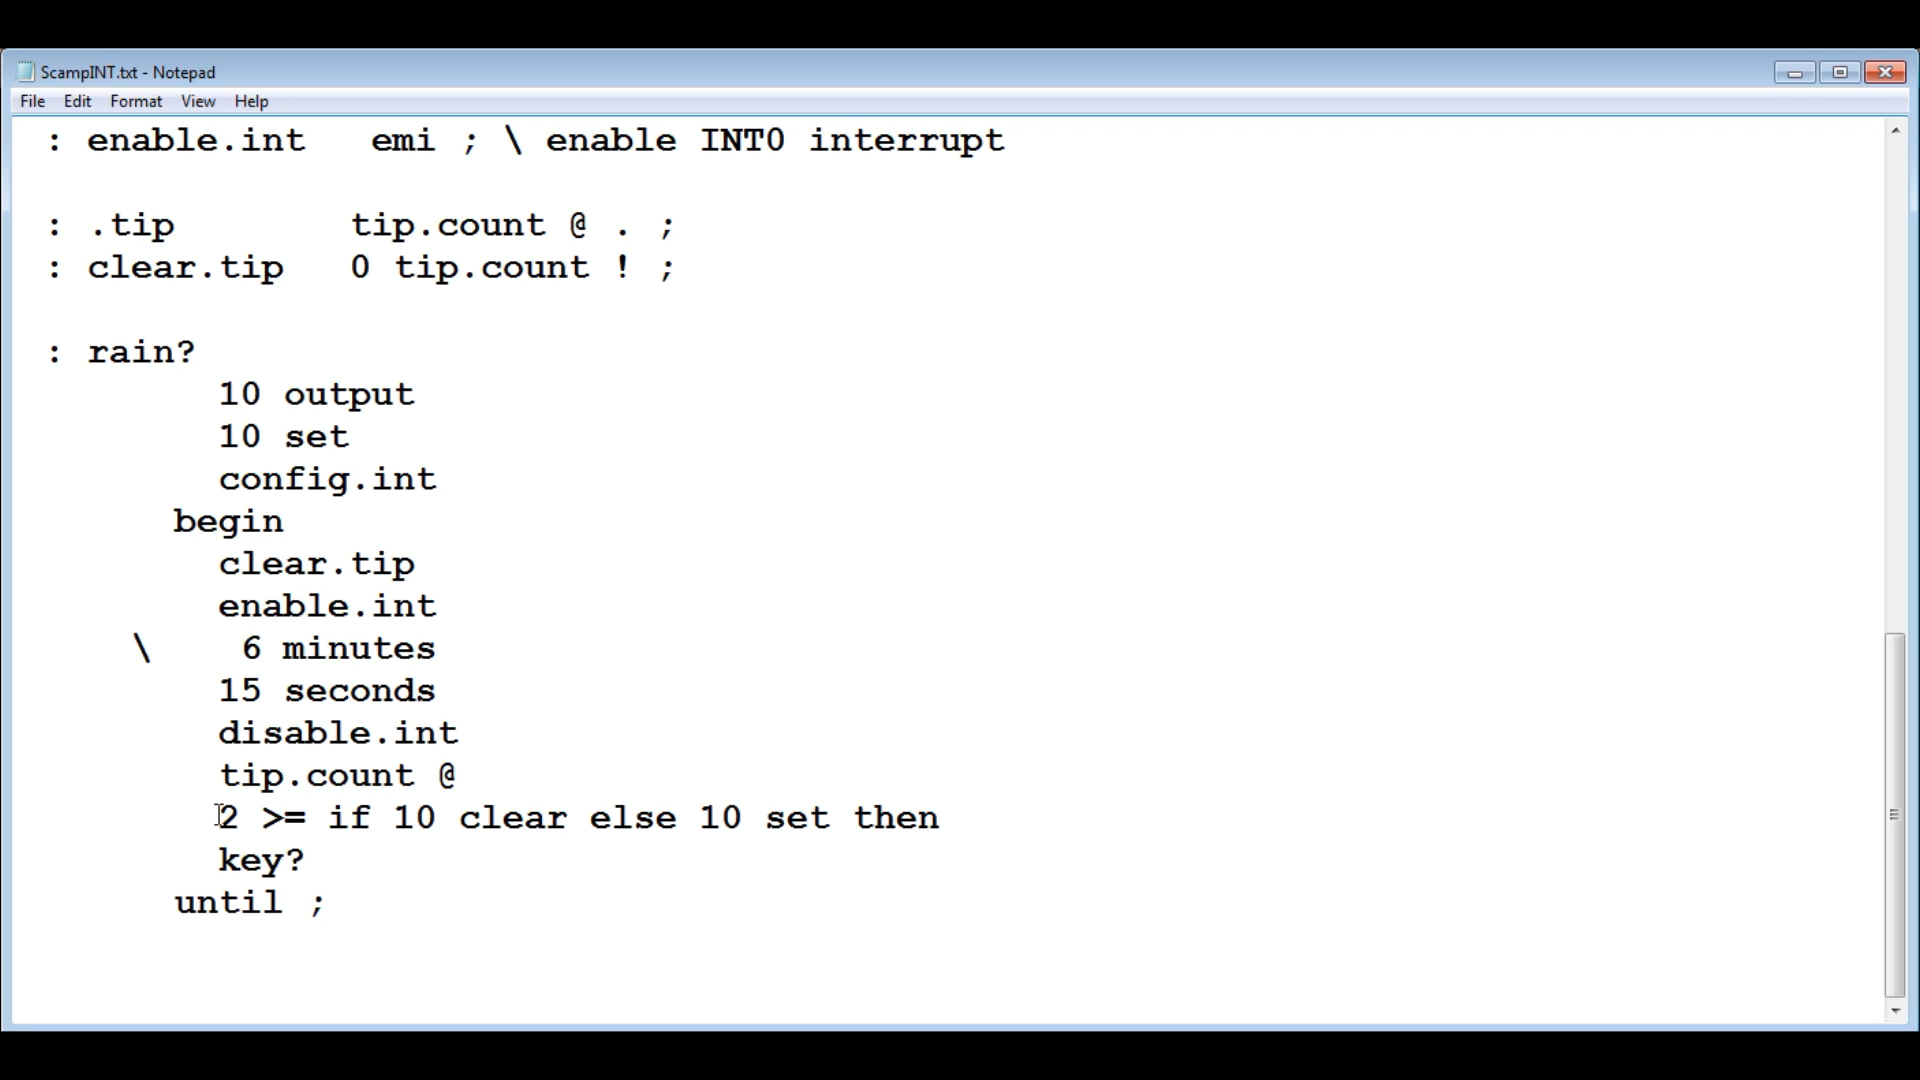 ScampINT.txt - Notepad
File Edit Format View Help
: enable.int   emi ; \ enable INT0 interrupt
: .tip        tip.count @ . ;
: clear.tip   0 tip.count ! ;
: rain?
10 output
10 set
config.int
begin
clear.tip
enable.int
\    6 minutes
15 seconds
disable.int
tip.count @
2 >= if 10 clear else 10 set then
key?
until ;